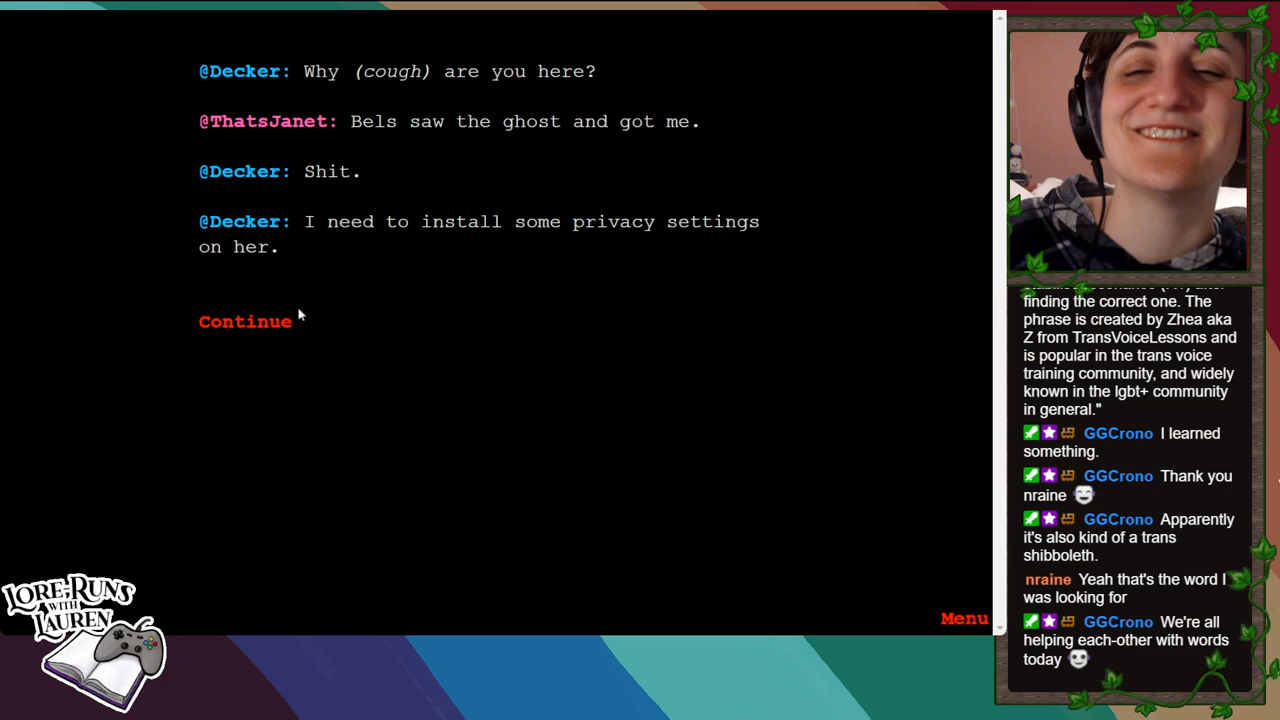 @Decker: Why (cough) are you here?
@ThatsJanet: Bels saw the ghost and got me.
@Decker: Shit.
@Decker: I need to install some privacy settings
on her.
Continue
Menu
LORE-RUNS
WITH
LAUREN
finding the correct one. The
phrase is created by Zhea aka
Z from TransVoiceLessons and
is popular in the trans voice
training community, and widely
known in the lgbt+ community
in general."
GGCrono I learned
something.
GGCrono Thank you
nraine
GGCrono Apparently
it's also kind of a trans
shibboleth.
nraine Yeah that's the word I
was looking for
GGCrono We're all
helping each-other with words
today